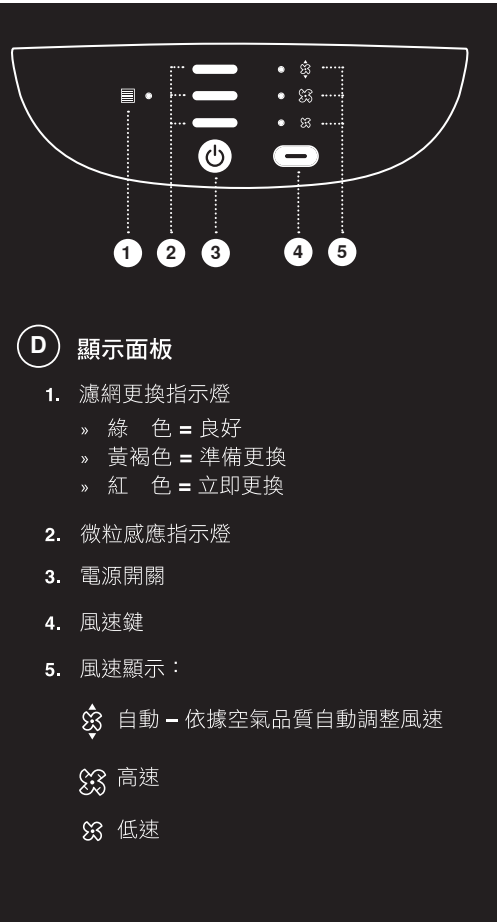 1 2 3 4 5
D 顯示面板
1. 濾網更換指示燈
» 綠　色 = 良好
» 黃褐色 = 準備更換
» 紅　色 = 立即更換
2. 微粒感應指示燈
3. 電源開關
4. 風速鍵
5. 風速顯示：
自動 – 依據空氣品質自動調整風速
高速
低速